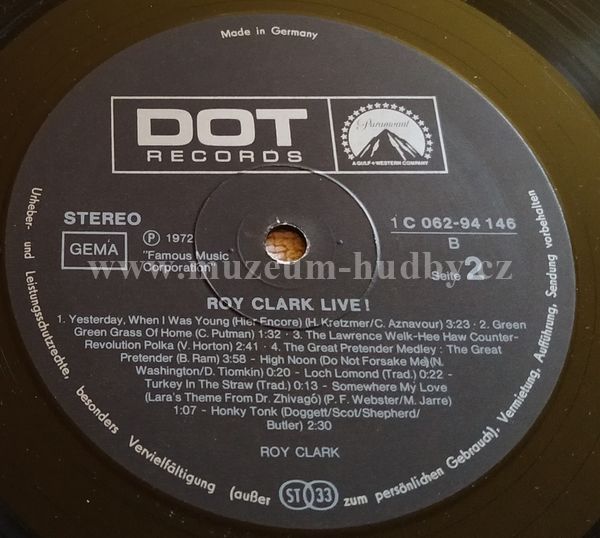 Made in Germany
DOT
RECORDS
Paramount
A GULF+WESTERN COMPANY
STEREO
GEMA
P 1972
"Famous Music
Corporation"
1 C 062-94 146
B
Seite 2
www.muzeum-hudby.cz
ROY CLARK LIVE!
1. Yesterday, When I Was Young (Hier Encore) (H. Kretzmer/C. Aznavour) 3:23 - 2. Green
Green Grass Of Home (C. Putman) 1:32 - 3. The Lawrence Welk-Hee Haw Counter-
Revolution Polka (V. Horton) 2:41 - 4. The Great Pretender Medley : The Great
Pretender (B. Ram) 3:58 - High Noon (Do Not Forsake Me) (N.
Washington/D. Tiomkin) 0:20 - Loch Lomond (Trad.) 0:22 -
Turkey In The Straw (Trad.) 0:13 - Somewhere My Love
(Lara's Theme From Dr. Zhivagó) (P. F. Webster/M. Jarre)
1:07 - Honky Tonk (Doggett/Scot/Shepherd/
Butler) 2:30
ROY CLARK
Urheber- und Leistungsschutzrechte, besonders Vervielfältigung (außer zum persönlichen Gebrauch), Vermietung, Aufführung, Sendung vorbehalten
ST 33